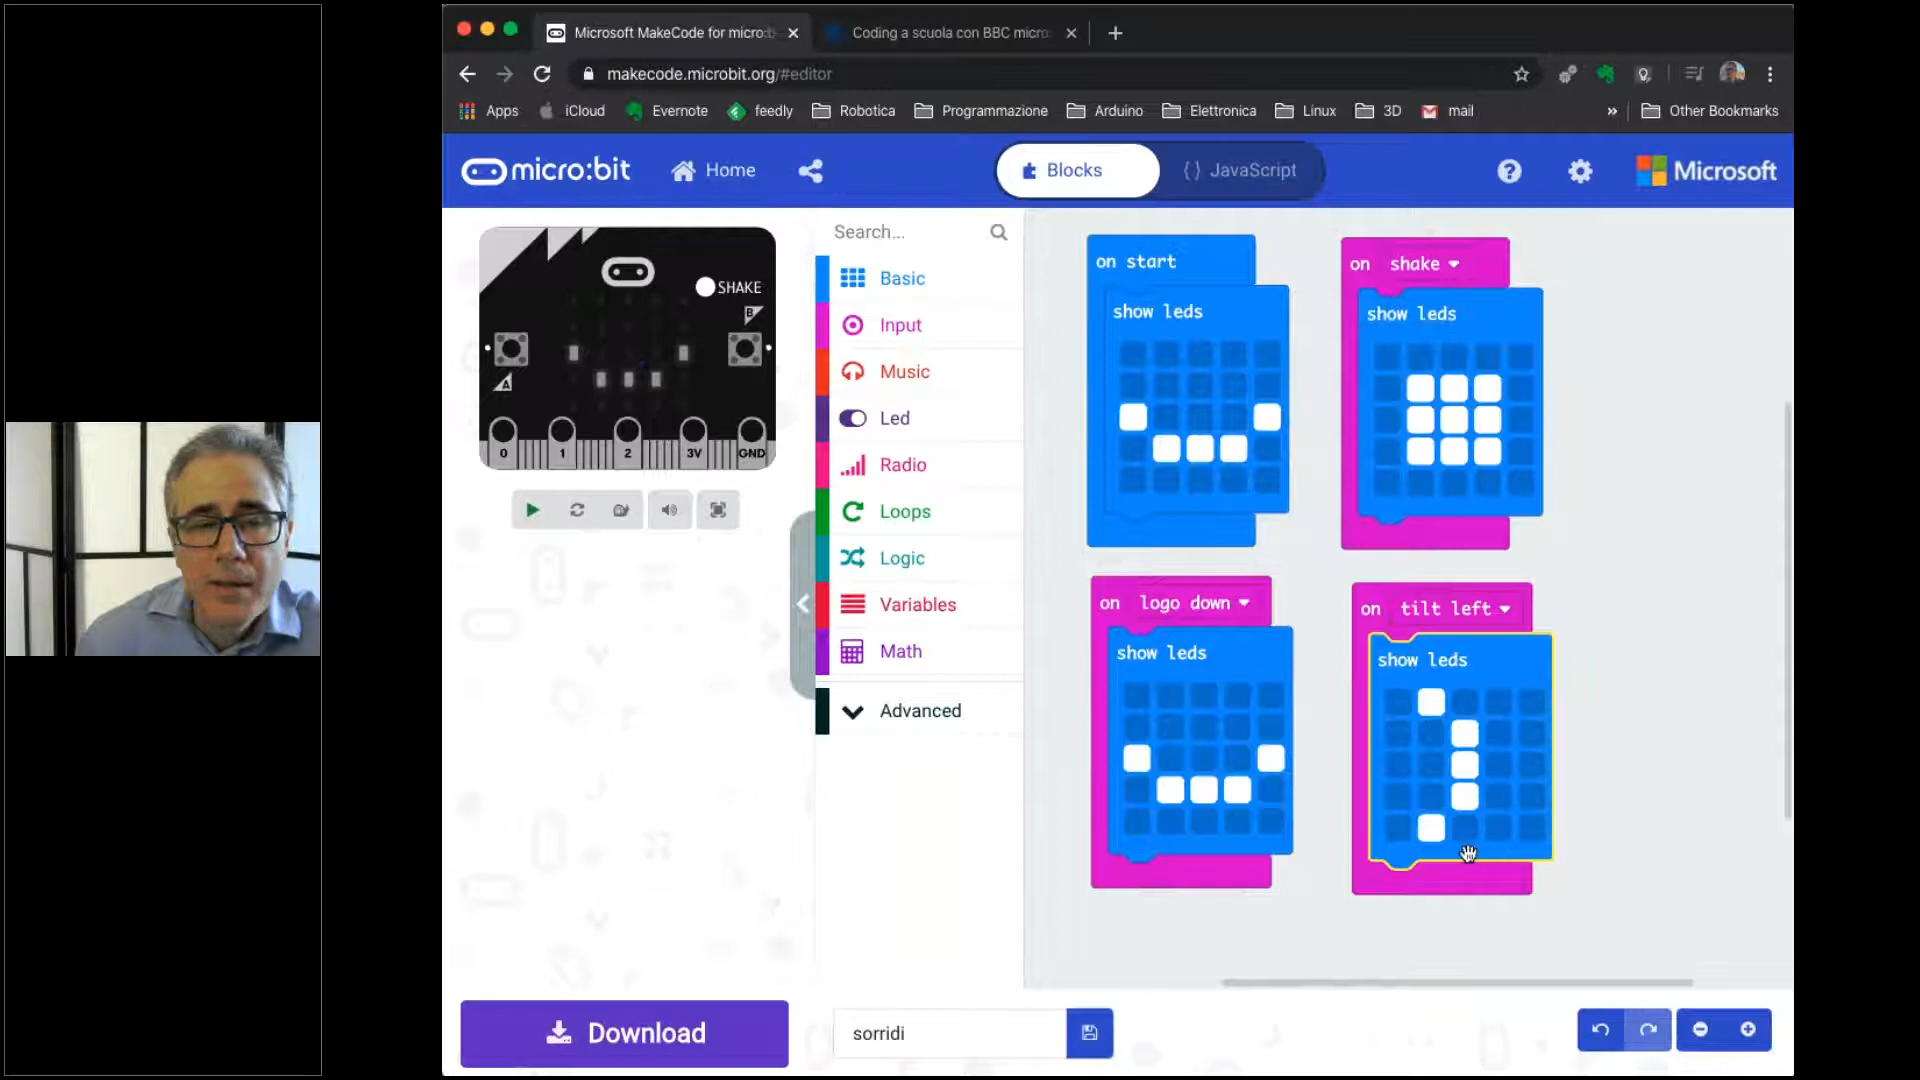 Microsoft MakeCode for micro:b
Coding a scuola con BBC micro
makecode.microbit.org/#editor
Apps
iCloud
Evernote
feedly
Robotica
Programmazione
Arduino
Elettronica
Linux
3D
mail
»
Other Bookmarks
micro:bit
Home
Blocks
{ } JavaScript
Microsoft
SHAKE
B
A
0 1 2 3V GND
Search...
Basic
Input
Music
Led
Radio
Loops
Logic
Variables
Math
Advanced
on start
show leds
on shake
show leds
on logo down
show leds
on tilt left
show leds
Download
sorridi